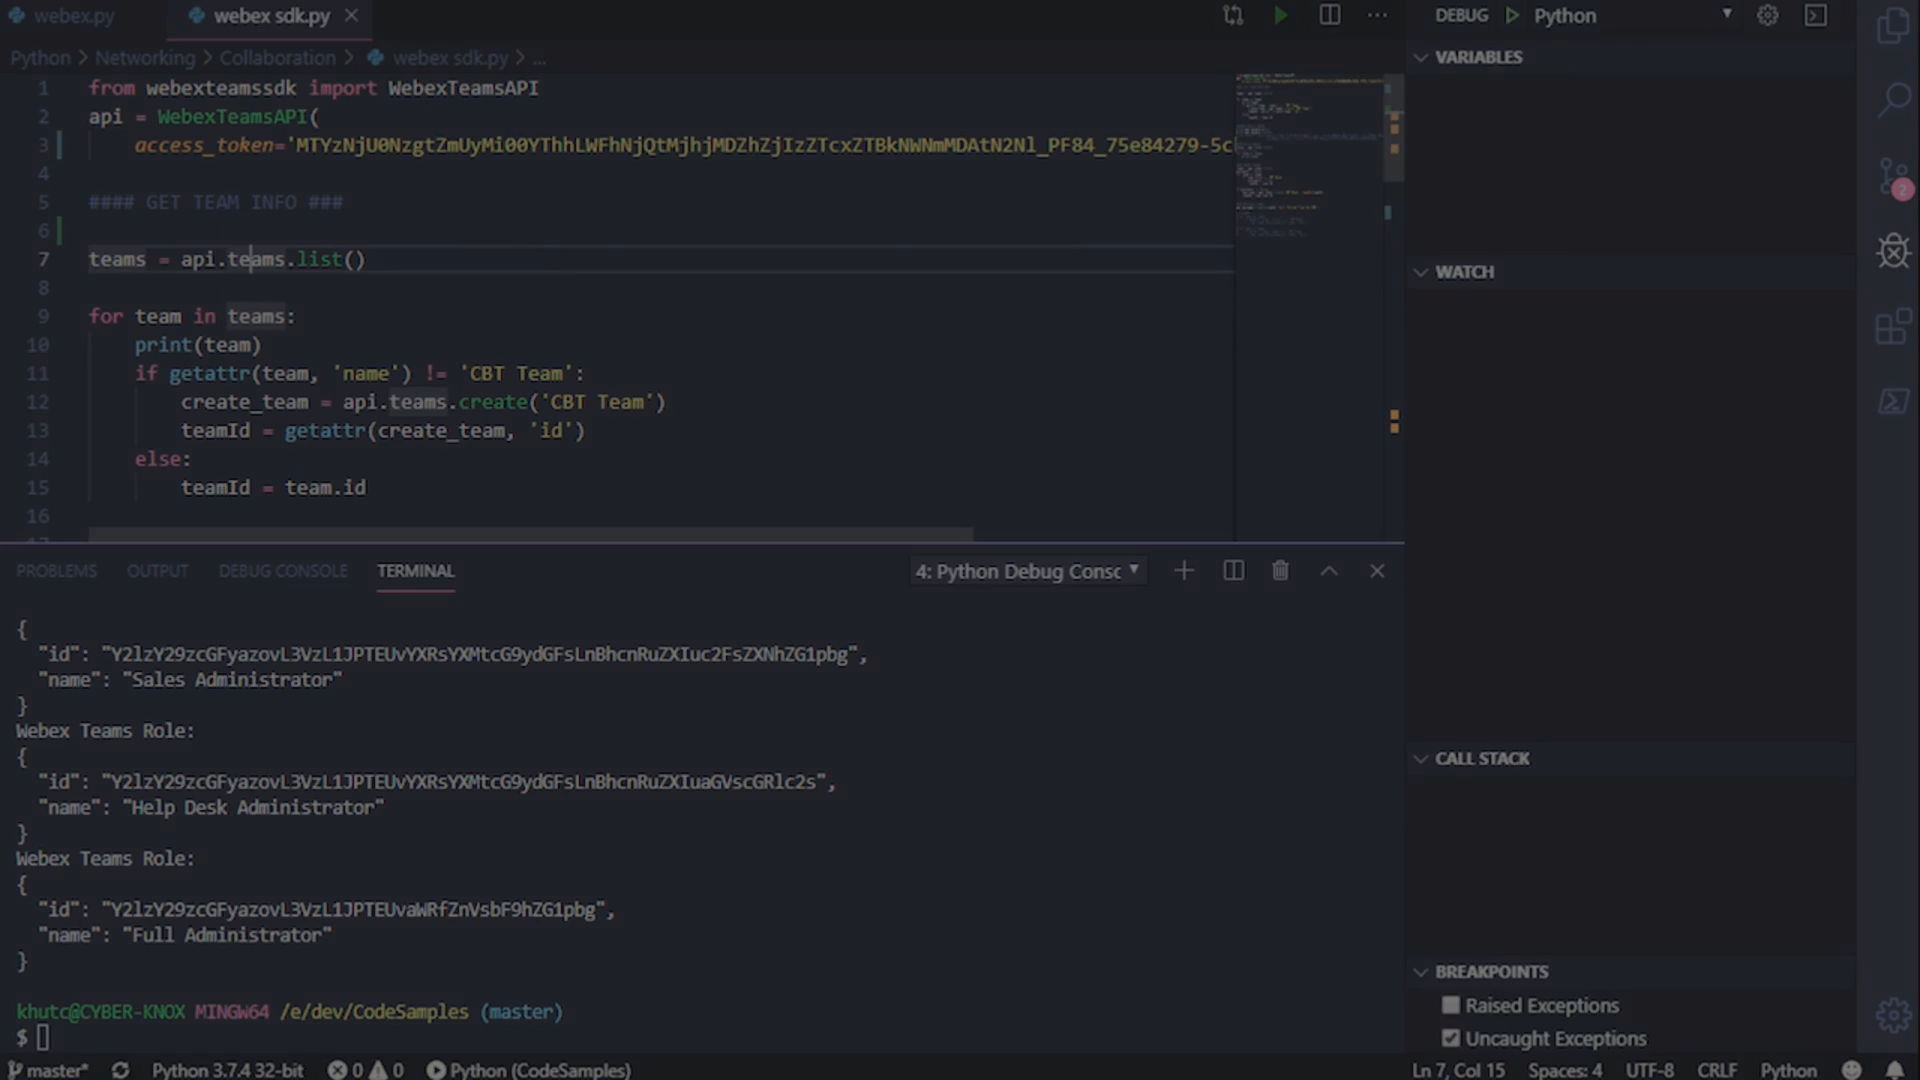 webex.py
webex sdk.py
DEBUG
Python
Python > Networking > Collaboration > webex sdk.py > ...
VARIABLES
1 from webexteamssdk import WebexTeamsAPI
2 api = WebexTeamsAPI(
3 access_token='MTYzNjU0NzgtZmUyMi00YThhLWFhNjQtMjhjMDZhZjIzZTcxZTBkNWNmMDAtN2Nl_PF84_75e84279-5c
4
5 #### GET TEAM INFO ###
6
7 teams = api.teams.list()
WATCH
8
9 for team in teams:
10 print(team)
11 if getattr(team, 'name') != 'CBT Team':
12 create_team = api.teams.create('CBT Team')
13 teamId = getattr(create_team, 'id')
14 else:
15 teamId = team.id
16
2
PROBLEMS
OUTPUT
DEBUG CONSOLE
TERMINAL
4: Python Debug Consc
{
"id": "Y2lzY29zcGFyazovL3VzL1JPTEUvYXRsYXMtcG9ydGFsLnBhcnRuZXIuc2FsZXNhZG1pbg",
"name": "Sales Administrator"
}
Webex Teams Role:
{
"id": "Y2lzY29zcGFyazovL3VzL1JPTEUvYXRsYXMtcG9ydGFsLnBhcnRuZXIuaGVscGRlc2s",
"name": "Help Desk Administrator"
}
Webex Teams Role:
{
"id": "Y2lzY29zcGFyazovL3VzL1JPTEUvaWRfZnVsbF9hZG1pbg",
"name": "Full Administrator"
}
CALL STACK
BREAKPOINTS
Raised Exceptions
Uncaught Exceptions
khutc@CYBER-KNOX MINGW64 /e/dev/CodeSamples (master)
$
master*
Python 3.7.4 32-bit
0
0
Python (CodeSamples)
Ln 7, Col 15
Spaces: 4
UTF-8
CRLF
Python